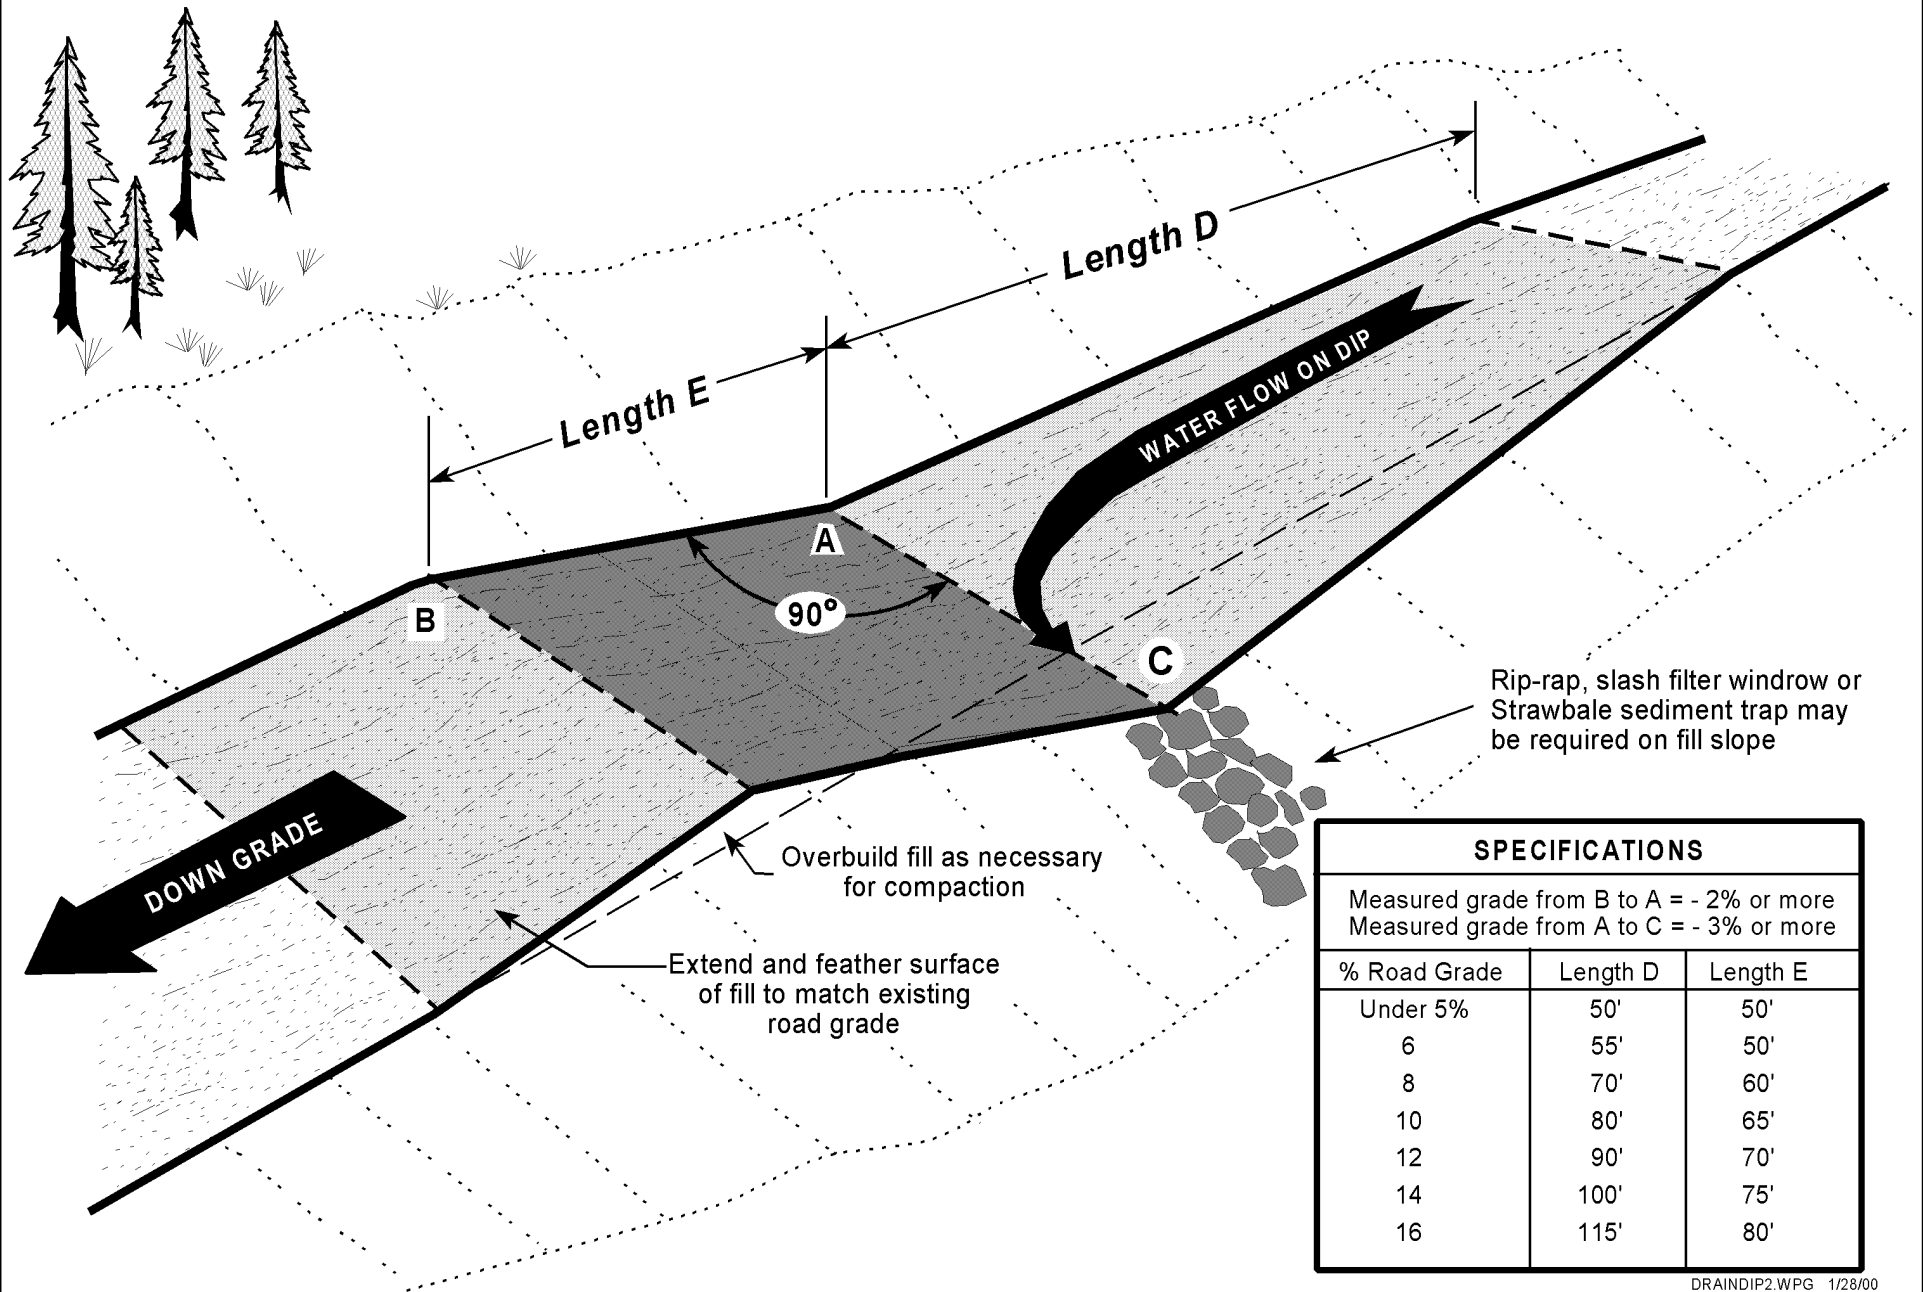 Length D
WATER FLOW ON DIP
Length E
A
90°
B
C
Rip-rap, slash filter windrow or
Strawbale sediment trap may
be required on fill slope
DOWN GRADE
Overbuild fill as necessary
for compaction
Extend and feather surface
of fill to match existing
road grade
SPECIFICATIONS
Measured grade from B to A = - 2% or more
Measured grade from A to C = - 3% or more
% Road Grade Length D Length E
Under 5% 50' 50'
6 55' 50'
8 70' 60'
10 80' 65'
12 90' 70'
14 100' 75'
16 115' 80'
DRAINDIP2.WPG 1/28/00